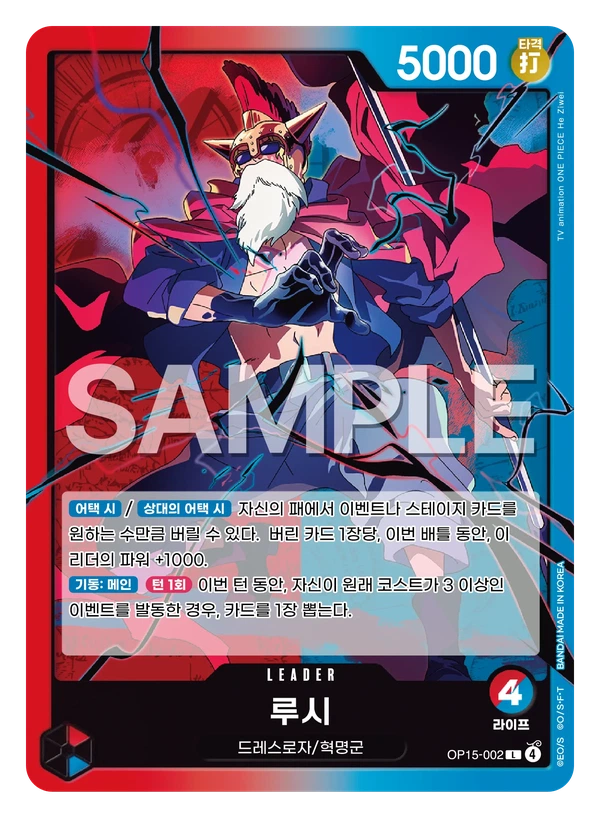 5000
타격
打
TV animation ONE PIECE He Ziwei
SAMPLE
어택 시 / 상대의 어택 시 자신의 패에서 이벤트나 스테이지 카드를
원하는 수만큼 버릴 수 있다. 버린 카드 1장당, 이번 배틀 동안, 이
리더의 파워 +1000.
기동: 메인 턴 1회 이번 턴 동안, 자신이 원래 코스트가 3 이상인
이벤트를 발동한 경우, 카드를 1장 뽑는다.
LEADER
루시
드레스로자/혁명군
4
라이프
OP15-002 L 4
©EO/S ©O/S·F·T BANDAI MADE IN KOREA